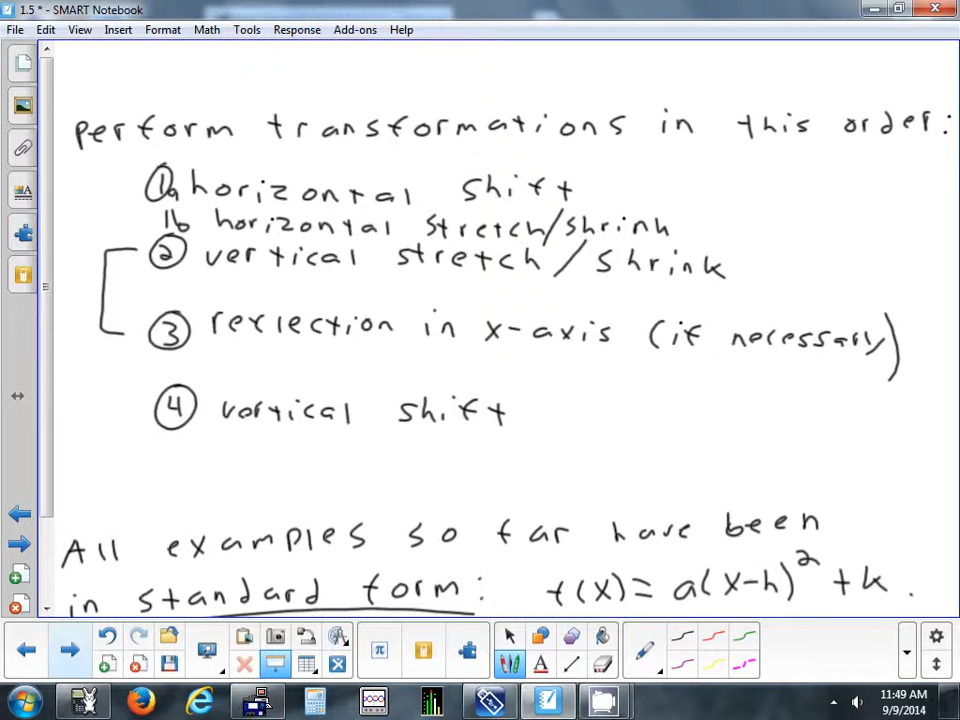 1.5 * - SMART Notebook
File Edit View Insert Format Math Tools Response Add-ons Help
perform transformations in this order:
1a horizontal shift
1b horizontal stretch/shrink
2 vertical stretch/shrink
3 reflection in x-axis (if necessary)
4 vertical shift
All examples so far have been
in standard form: f(x)= a(x-h)² +k.
11:49 AM
9/9/2014